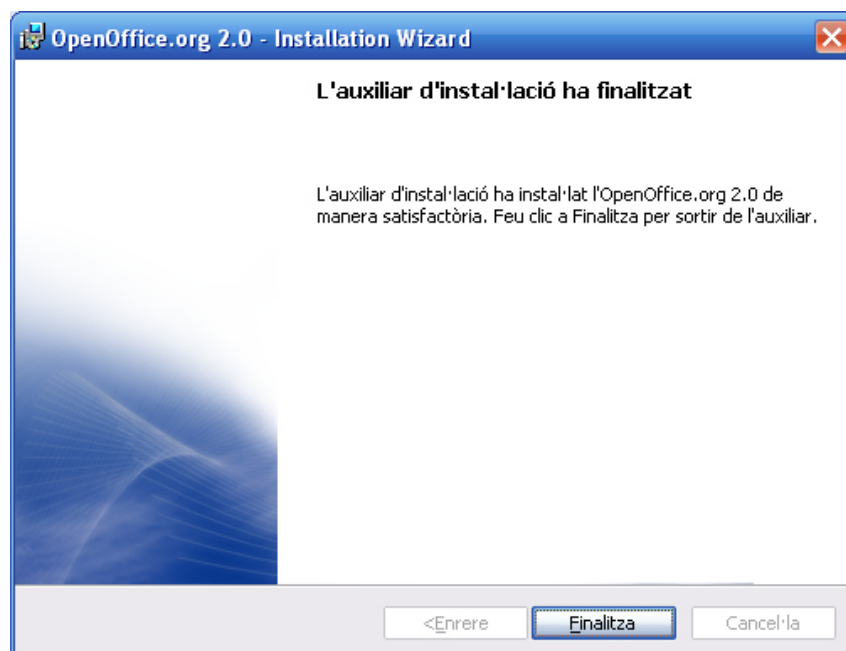 OpenOffice.org 2.0 - Installation Wizard
L'auxiliar d'instal·lació ha finalitzat
L'auxiliar d'instal·lació ha instal·lat l'OpenOffice.org 2.0 de
manera satisfactòria. Feu clic a Finalitza per sortir de l'auxiliar.
<Enrere
Finalitza
Cancel·la